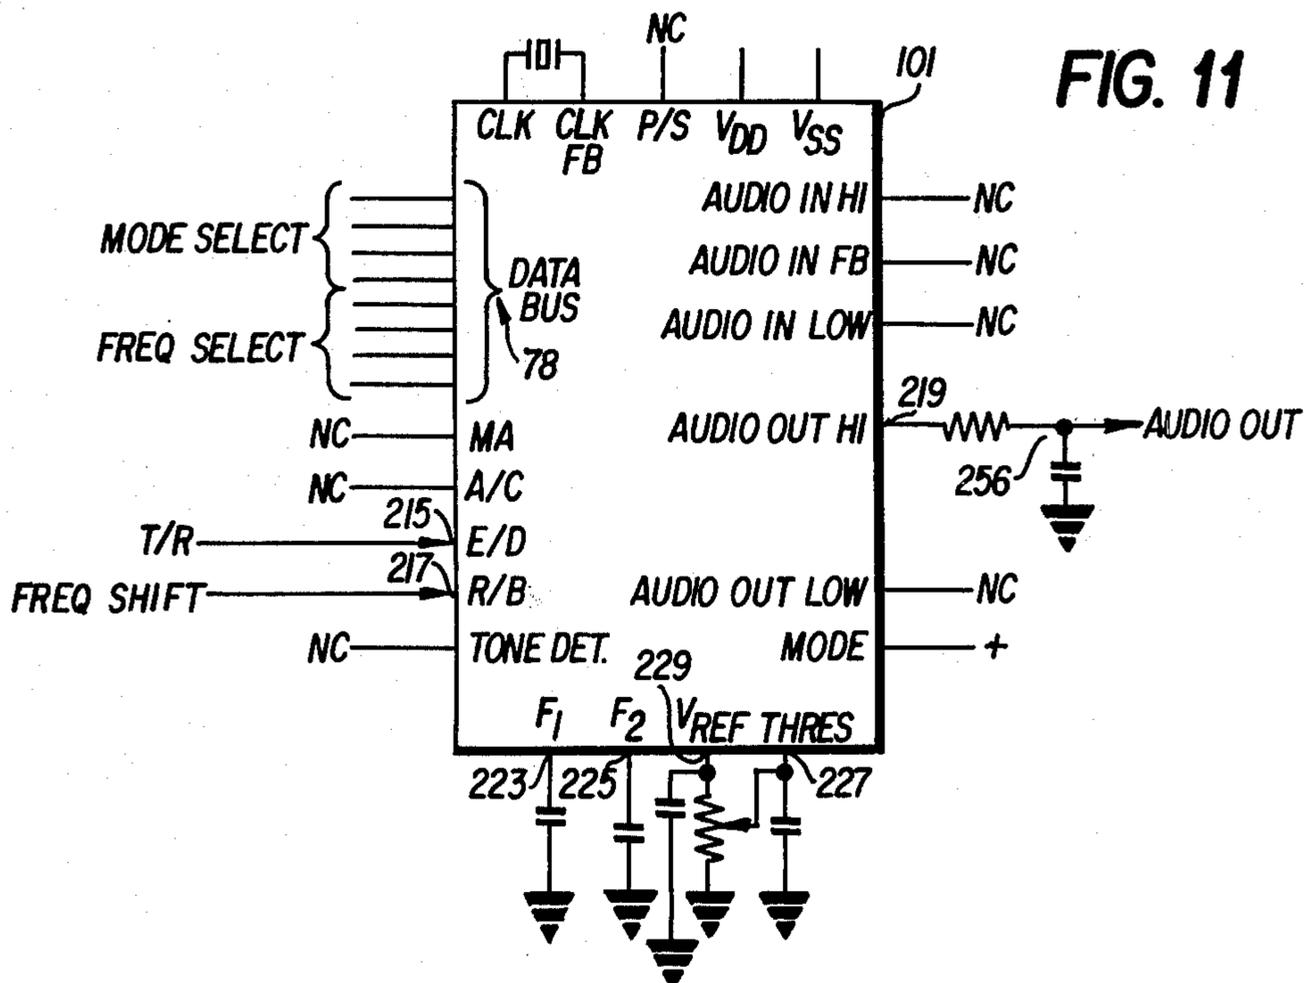 FIG. 11
NC
101
CLK CLK FB P/S VDD VSS
MODE SELECT
FREQ SELECT
DATA BUS
78
AUDIO IN HI NC
AUDIO IN FB NC
AUDIO IN LOW NC
219
AUDIO OUT HI AUDIO OUT
256
NC MA
NC A/C
215
T/R E/D
217
FREQ SHIFT R/B
AUDIO OUT LOW NC
NC TONE DET.
MODE +
229
F1 F2 VREF THRES
223 225 227